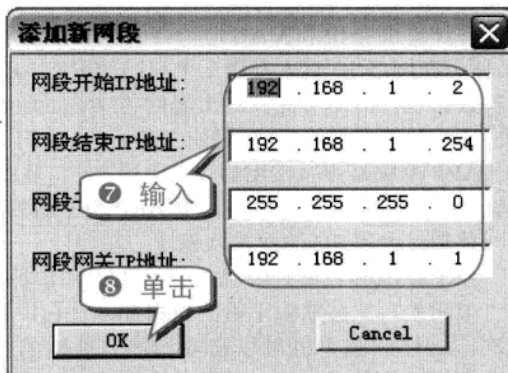 添加新网段
网段开始IP地址: 192 . 168 . 1 . 2
网段结束IP地址: 192 . 168 . 1 . 254
网段 255 . 255 . 255 . 0
❼ 输入
网段网关IP地址: 192 . 168 . 1 . 1
❽ 单击
OK Cancel